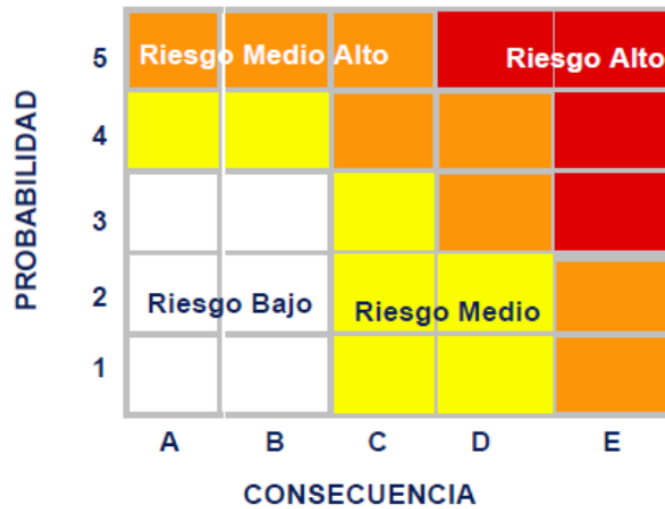 5 Riesgo Medio Alto Riesgo Alto
4
3
2 Riesgo Bajo Riesgo Medio
1
PROBABILIDAD
A B C D E
CONSECUENCIA